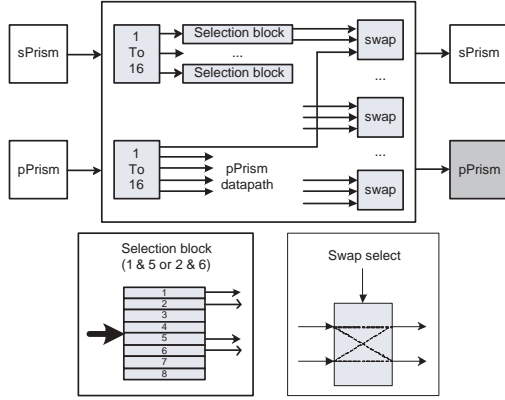 sPrism
1
To
16
Selection block
...
Selection block
swap
...
sPrism
swap
...
pPrism
1
To
16
pPrism
datapath
swap
pPrism
Selection block
(1 & 5 or 2 & 6)
1
2
3
4
5
6
7
8
Swap select